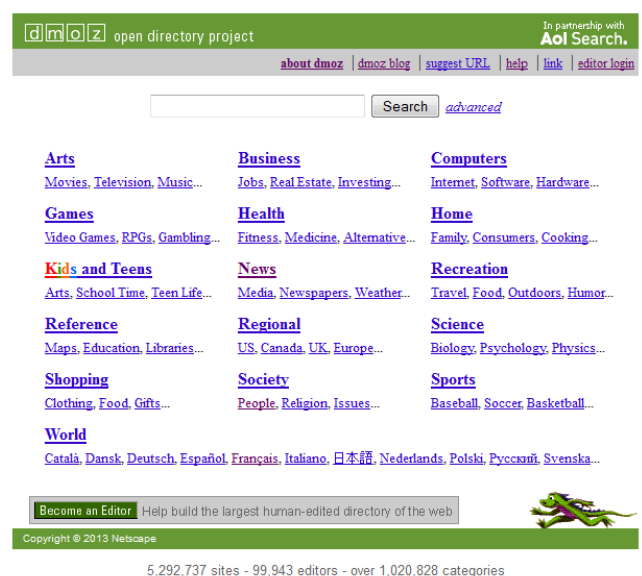 dmoz open directory project
In partnership with
Aol Search.
about dmoz | dmoz blog | suggest URL | help | link | editor login
Search advanced
Arts Business Computers
Movies, Television, Music... Jobs, Real Estate, Investing... Internet, Software, Hardware...
Games Health Home
Video Games, RPGs, Gambling... Fitness, Medicine, Alternative... Family, Consumers, Cooking...
Kids and Teens News Recreation
Arts, School Time, Teen Life... Media, Newspapers, Weather... Travel, Food, Outdoors, Humor...
Reference Regional Science
Maps, Education, Libraries... US, Canada, UK, Europe... Biology, Psychology, Physics...
Shopping Society Sports
Clothing, Food, Gifts... People, Religion, Issues... Baseball, Soccer, Basketball...
World
Català, Dansk, Deutsch, Español, Français, Italiano, 日本語, Nederlands, Polski, Русский, Svenska...
Become an Editor Help build the largest human-edited directory of the web
Copyright © 2013 Netscape
5,292,737 sites - 99,943 editors - over 1,020,828 categories